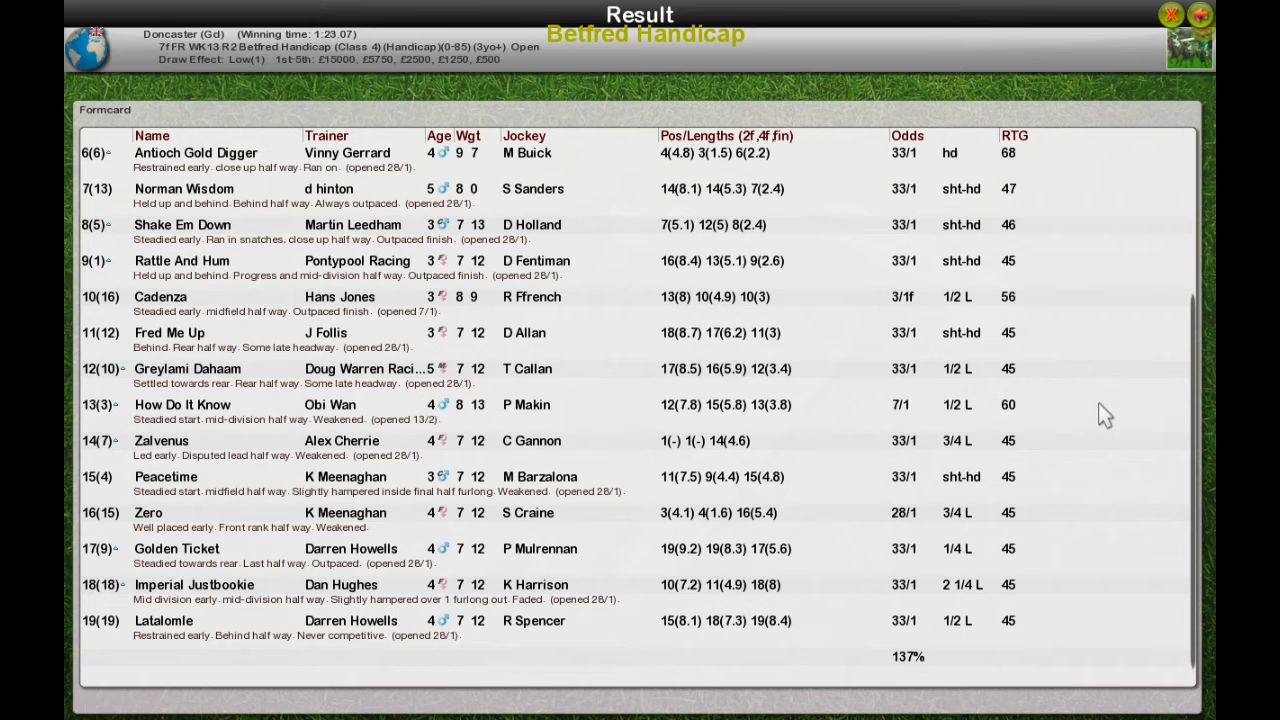 Result
Betfred Handicap
Doncaster (Gd) (Winning time: 1:23.07)
7f FR WK13 R2 Betfred Handicap (Class 4) (Handicap)(0-85) (3yo+) Open
Draw Effect: Low(1) 1st-5th: £15000, £5750, £2500, £1250, £500
Formcard
Name Trainer Age Wgt Jockey Pos/Lengths (2f,4f,fin) Odds RTG
6(6) Antioch Gold Digger Vinny Gerrard 4 9 7 M Buick 4(4.8) 3(1.5) 6(2.2) 33/1 hd 68
Restrained early. close up half way. Ran on. (opened 28/1).
7(13) Norman Wisdom d hinton 5 8 0 S Sanders 14(8.1) 14(5.3) 7(2.4) 33/1 sht-hd 47
Held up and behind. Behind half way. Always outpaced. (opened 28/1).
8(5) Shake Em Down Martin Leedham 3 7 13 D Holland 7(5.1) 12(5) 8(2.4) 33/1 sht-hd 46
Steadied early. Ran in snatches, close up half way. Outpaced finish. (opened 28/1).
9(1) Rattle And Hum Pontypool Racing 3 7 12 D Fentiman 16(8.4) 13(5.1) 9(2.6) 33/1 sht-hd 45
Held up and behind. Progress and mid-division half way. Outpaced finish. (opened 28/1).
10(16) Cadenza Hans Jones 3 8 9 R Ffrench 13(8) 10(4.9) 10(3) 3/1f 1/2 L 56
Steadied early. midfield half way. Outpaced finish. (opened 7/1).
11(12) Fred Me Up J Follis 3 7 12 D Allan 18(8.7) 17(6.2) 11(3) 33/1 sht-hd 45
Behind. Rear half way. Some late headway. (opened 28/1).
12(10) Greylami Dahaam Doug Warren Raci... 5 7 12 T Callan 17(8.5) 16(5.9) 12(3.4) 33/1 1/2 L 45
Settled towards rear. Rear half way. Some late headway. (opened 28/1).
13(3) How Do It Know Obi Wan 4 8 13 P Makin 12(7.8) 15(5.8) 13(3.8) 7/1 1/2 L 60
Steadied start. mid-division half way. Weakened. (opened 13/2).
14(7) Zalvenus Alex Cherrie 4 7 12 C Gannon 1(-) 1(-) 14(4.6) 33/1 3/4 L 45
Led early. Disputed lead half way. Weakened. (opened 28/1).
15(4) Peacetime K Meenaghan 3 7 12 M Barzalona 11(7.5) 9(4.4) 15(4.8) 33/1 sht-hd 45
Steadied start. midfield half way. Slightly hampered inside final half furlong. Weakened. (opened 28/1).
16(15) Zero K Meenaghan 4 7 12 S Craine 3(4.1) 4(1.6) 16(5.4) 28/1 3/4 L 45
Well placed early. Front rank half way. Weakened.
17(9) Golden Ticket Darren Howells 4 7 12 P Mulrennan 19(9.2) 19(8.3) 17(5.6) 33/1 1/4 L 45
Steadied towards rear. Last half way. Outpaced. (opened 28/1).
18(18) Imperial Justbookie Dan Hughes 4 7 12 K Harrison 10(7.2) 11(4.9) 18(8) 33/1 2 1/4 L 45
Mid division early. mid-division half way. Slightly hampered over 1 furlong out. Faded. (opened 28/1).
19(19) Latalomle Darren Howells 4 7 12 R Spencer 15(8.1) 18(7.3) 19(8.4) 33/1 1/2 L 45
Restrained early. Behind half way. Never competitive. (opened 28/1).
137%